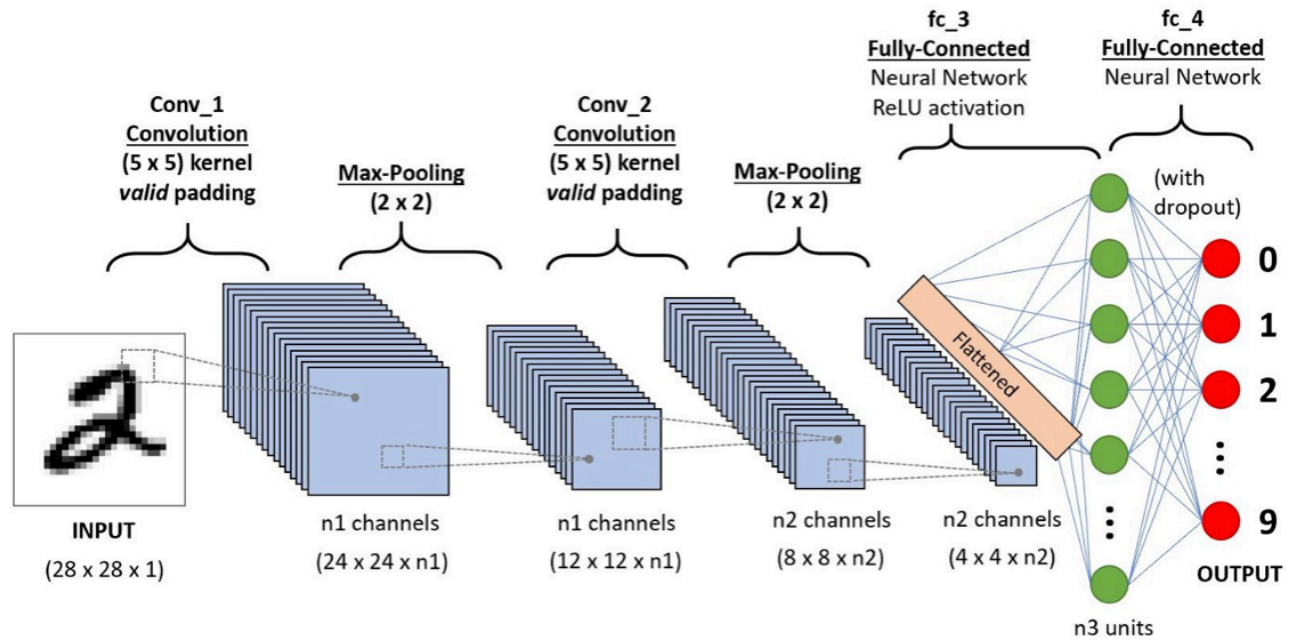 Conv_1
Convolution
(5 x 5) kernel
valid padding
Max-Pooling
(2 x 2)
Conv_2
Convolution
(5 x 5) kernel
valid padding
Max-Pooling
(2 x 2)
fc_3
Fully-Connected
Neural Network
ReLU activation
fc_4
Fully-Connected
Neural Network
(with
dropout)
Flattened
0
1
2
⋮
9
⋮
2
INPUT
(28 x 28 x 1)
n1 channels
(24 x 24 x n1)
n1 channels
(12 x 12 x n1)
n2 channels
(8 x 8 x n2)
n2 channels
(4 x 4 x n2)
n3 units
OUTPUT